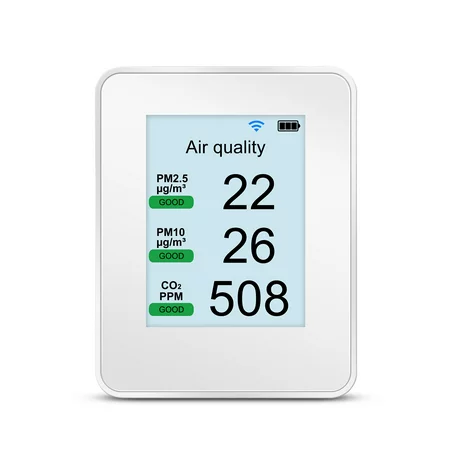 Air quality
PM2.5
µg/m³
GOOD
22
PM10
µg/m³
GOOD
26
CO₂
PPM
GOOD
508